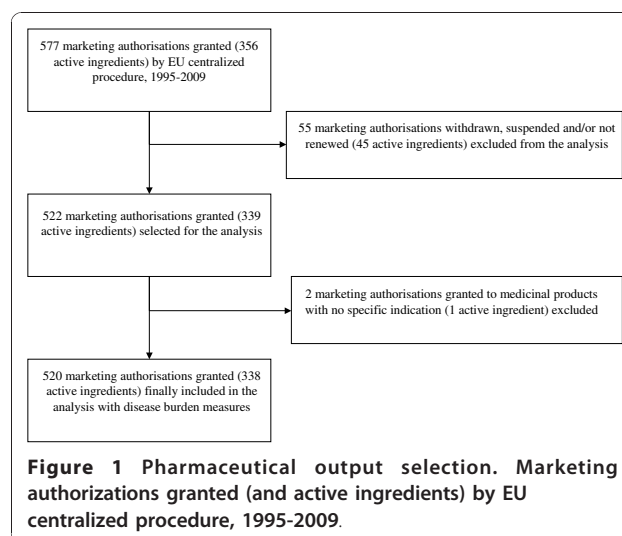 577 marketing authorisations granted (356
active ingredients) by EU centralized
procedure, 1995-2009
55 marketing authorisations withdrawn, suspended and/or not
renewed (45 active ingredients) excluded from the analysis
522 marketing authorisations granted (339
active ingredients) selected for the analysis
2 marketing authorisations granted to medicinal products
with no specific indication (1 active ingredient) excluded
520 marketing authorisations granted (338
active ingredients) finally included in the
analysis with disease burden measures
Figure 1 Pharmaceutical output selection. Marketing
authorizations granted (and active ingredients) by EU
centralized procedure, 1995-2009.